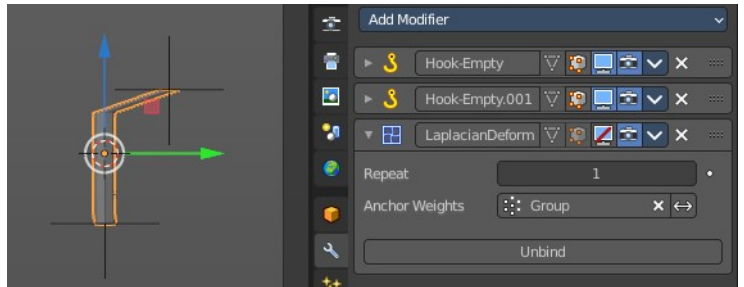 Add Modifier
Hook-Empty
Hook-Empty.001
LaplacianDeform
Repeat 1
Anchor Weights Group
Unbind